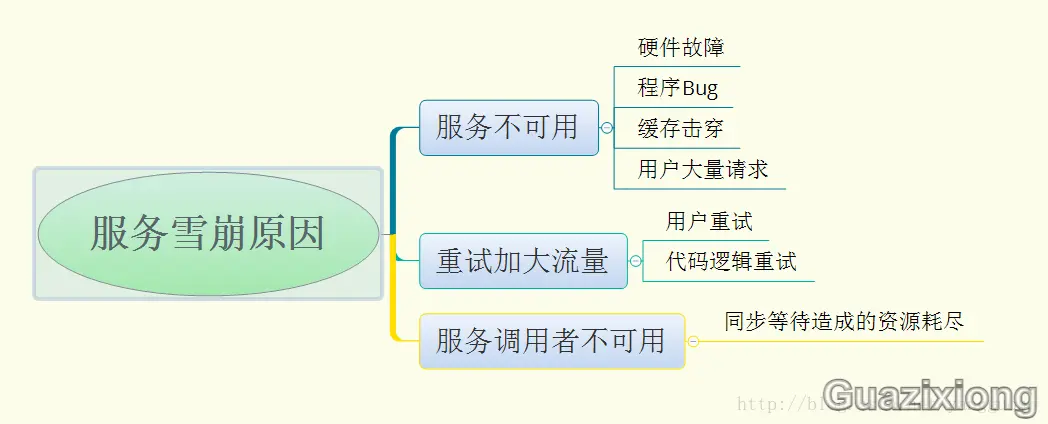 服务雪崩原因
服务不可用
硬件故障
程序Bug
缓存击穿
用户大量请求
重试加大流量
用户重试
代码逻辑重试
服务调用者不可用
同步等待造成的资源耗尽
Guazixiong